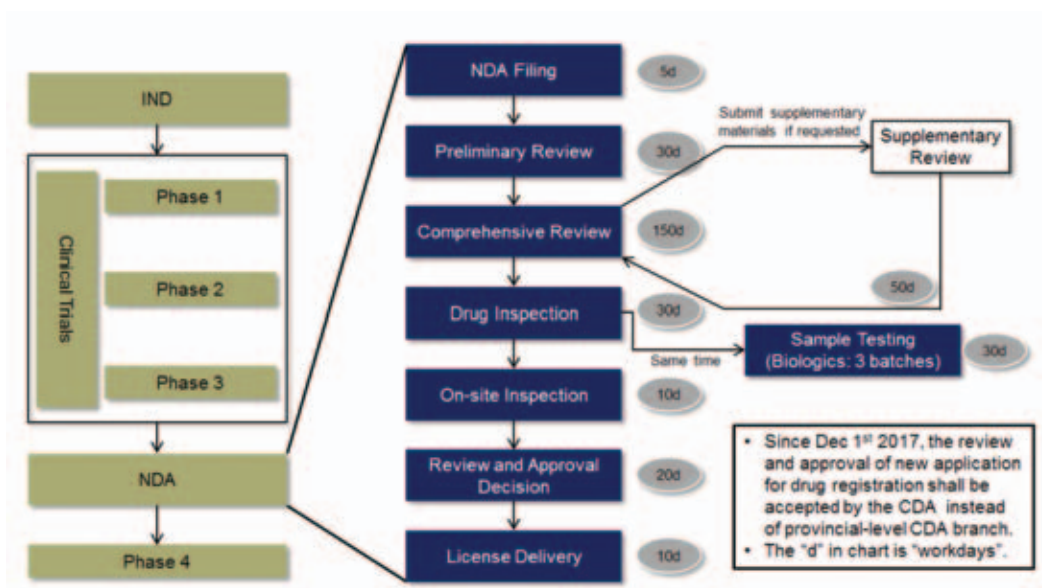 IND
Clinical Trials
Phase 1
Phase 2
Phase 3
NDA
Phase 4
NDA Filing
5d
Preliminary Review
30d
Comprehensive Review
150d
Submit supplementary
materials if requested
Supplementary
Review
50d
Drug Inspection
30d
Same time
Sample Testing
(Biologics: 3 batches)
30d
On-site Inspection
10d
Review and Approval
Decision
20d
License Delivery
10d
• Since Dec 1st 2017, the review
and approval of new application
for drug registration shall be
accepted by the CDA instead
of provincial-level CDA branch.
• The “d” in chart is “workdays”.